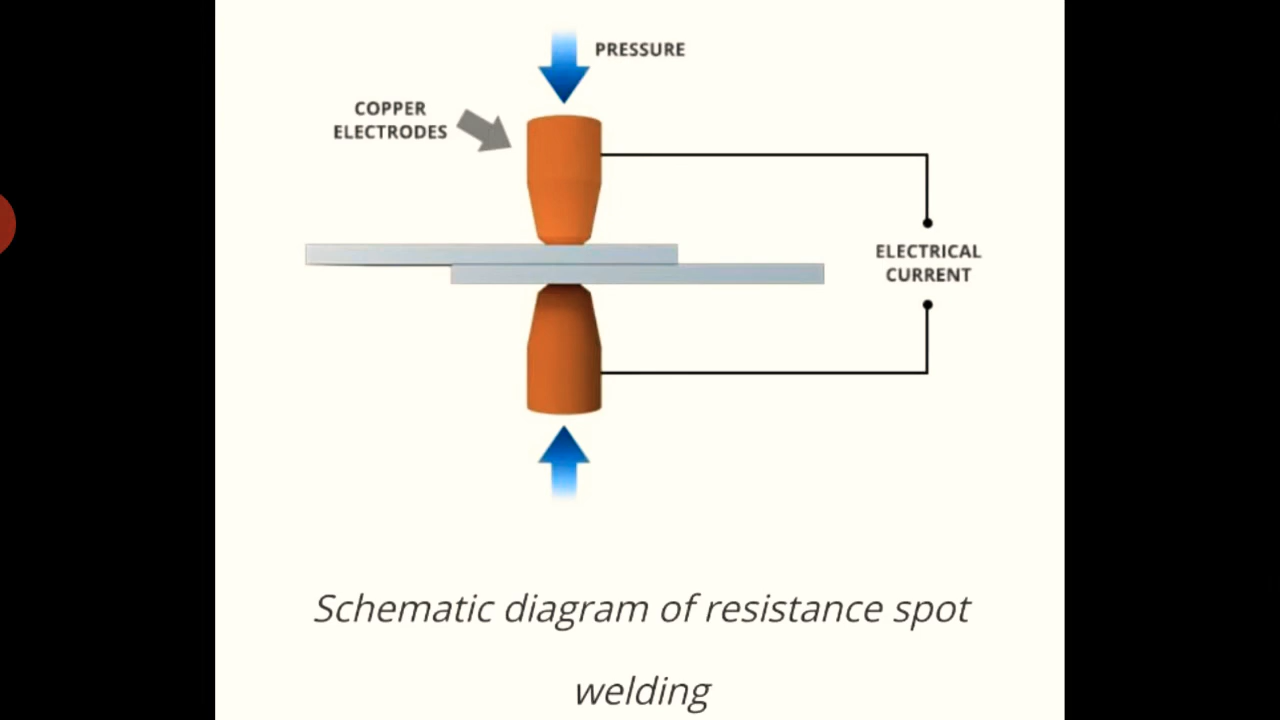 PRESSURE
COPPER
ELECTRODES
ELECTRICAL
CURRENT
Schematic diagram of resistance spot
welding